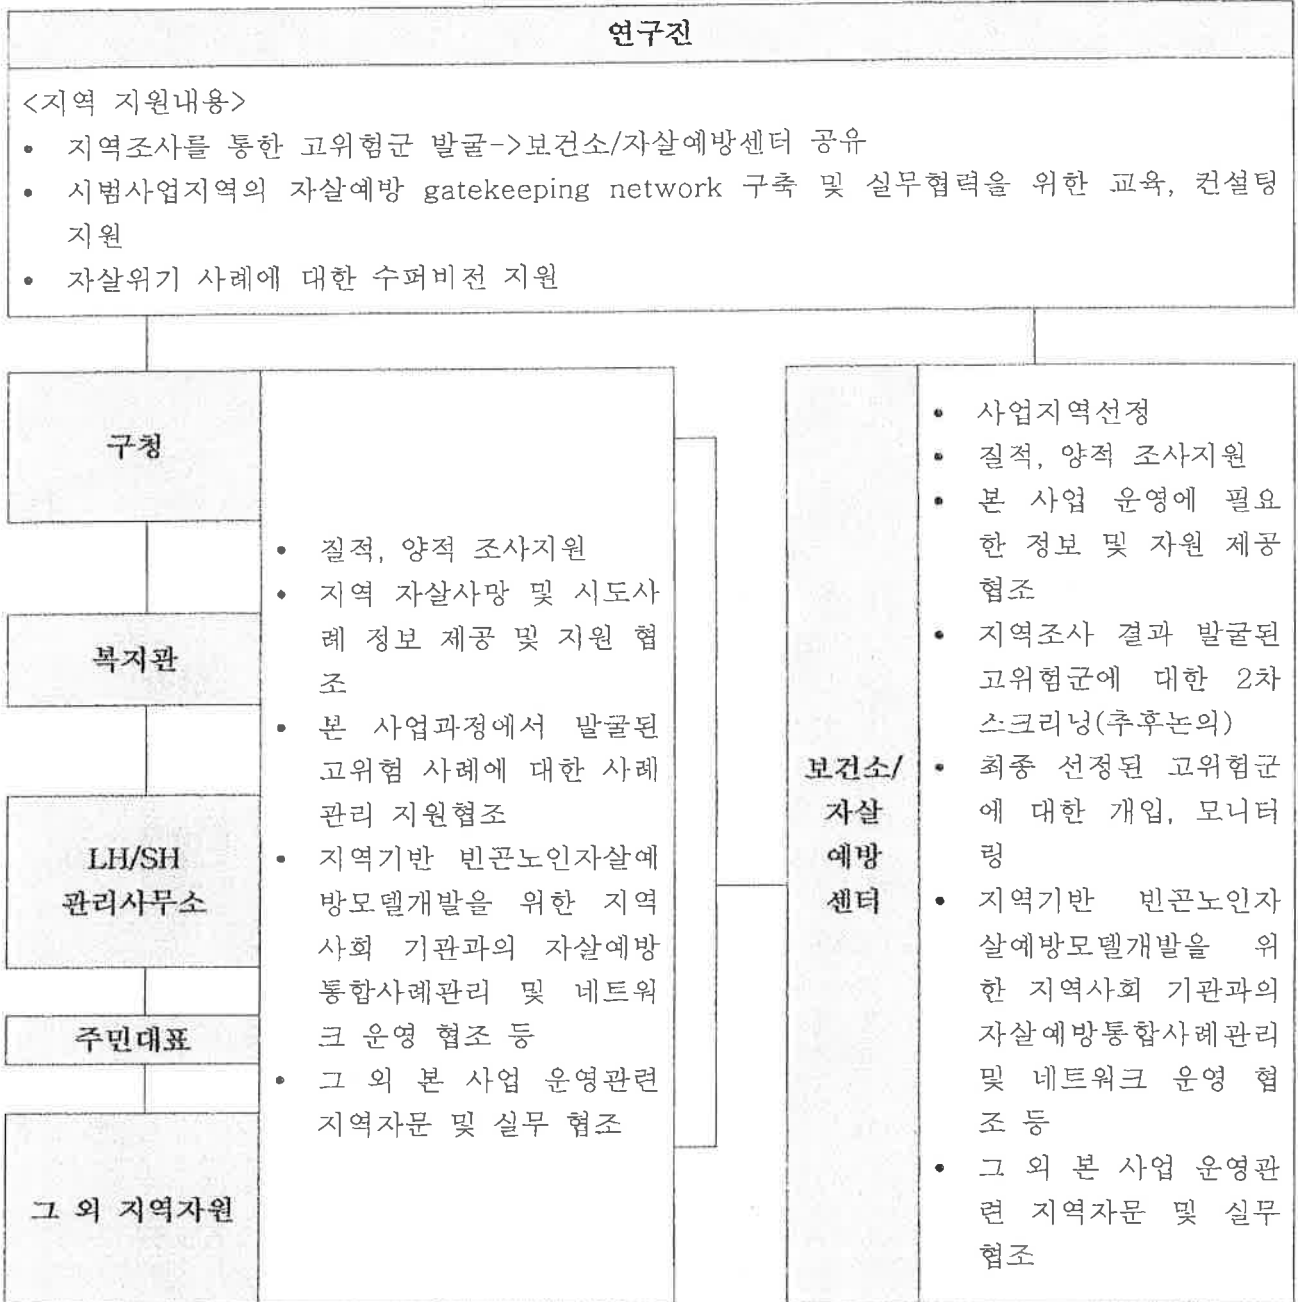 연구진
<지역 지원내용>
• 지역조사를 통한 고위험군 발굴->보건소/자살예방센터 공유
• 시범사업지역의 자살예방 gatekeeping network 구축 및 실무협력을 위한 교육, 컨설팅
지원
• 자살위기 사례에 대한 수퍼비전 지원
구청
복지관
LH/SH
관리사무소
주민대표
그 외 지역자원
• 질적, 양적 조사지원
• 지역 자살사망 및 시도사
례 정보 제공 및 지원 협
조
• 본 사업과정에서 발굴된
고위험 사례에 대한 사례
관리 지원협조
• 지역기반 빈곤노인자살예
방모델개발을 위한 지역
사회 기관과의 자살예방
통합사례관리 및 네트워
크 운영 협조 등
• 그 외 본 사업 운영관련
지역자문 및 실무 협조
보건소/
자살
예방
센터
• 사업지역선정
• 질적, 양적 조사지원
• 본 사업 운영에 필요
한 정보 및 자원 제공
협조
• 지역조사 결과 발굴된
고위험군에 대한 2차
스크리닝(추후논의)
• 최종 선정된 고위험군
에 대한 개입, 모니터
링
• 지역기반 빈곤노인자
살예방모델개발을 위
한 지역사회 기관과의
자살예방통합사례관리
및 네트워크 운영 협
조 등
• 그 외 본 사업 운영관
련 지역자문 및 실무
협조